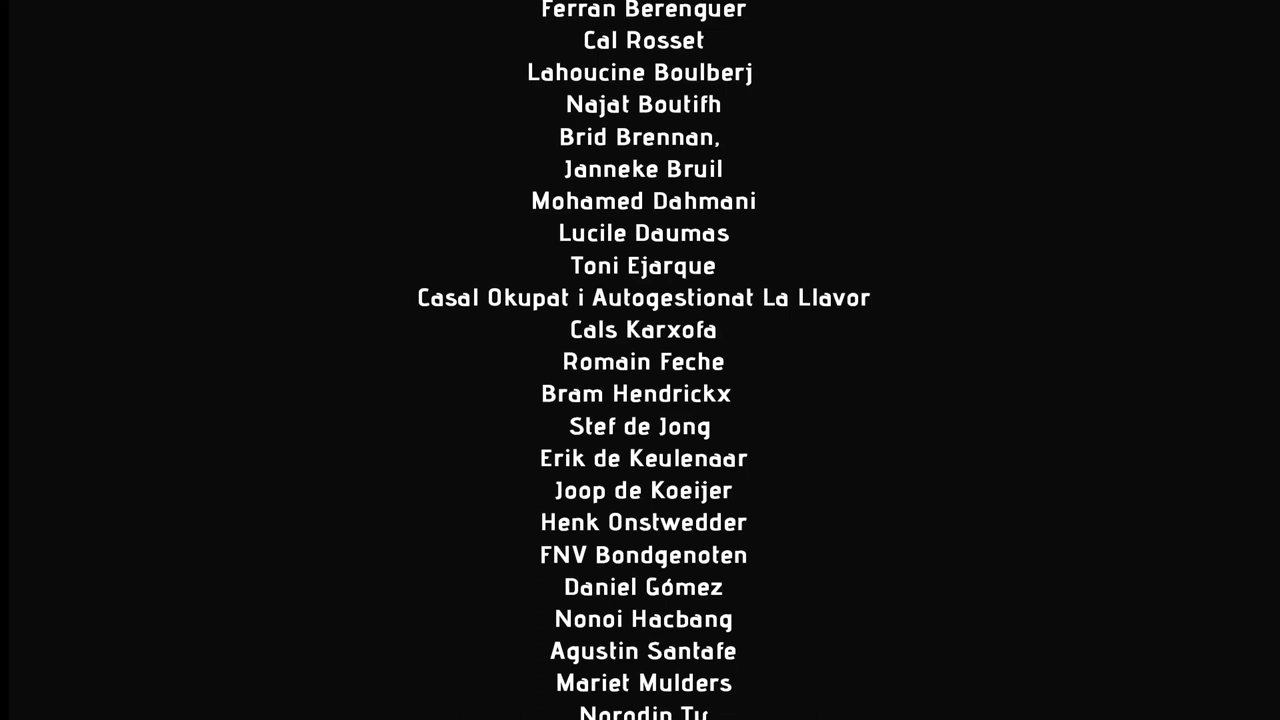 Ferran Berenguer
Cal Rosset
Lahoucine Boulberj
Najat Boutifh
Brid Brennan,
Janneke Bruil
Mohamed Dahmani
Lucile Daumas
Toni Ejarque
Casal Okupat i Autogestionat La Llavor
Cals Karxofa
Romain Feche
Bram Hendrickx
Stef de Jong
Erik de Keulenaar
Joop de Koeijer
Henk Onstwedder
FNV Bondgenoten
Daniel Gómez
Nonoi Hacbang
Agustin Santafe
Mariet Mulders
Norodin